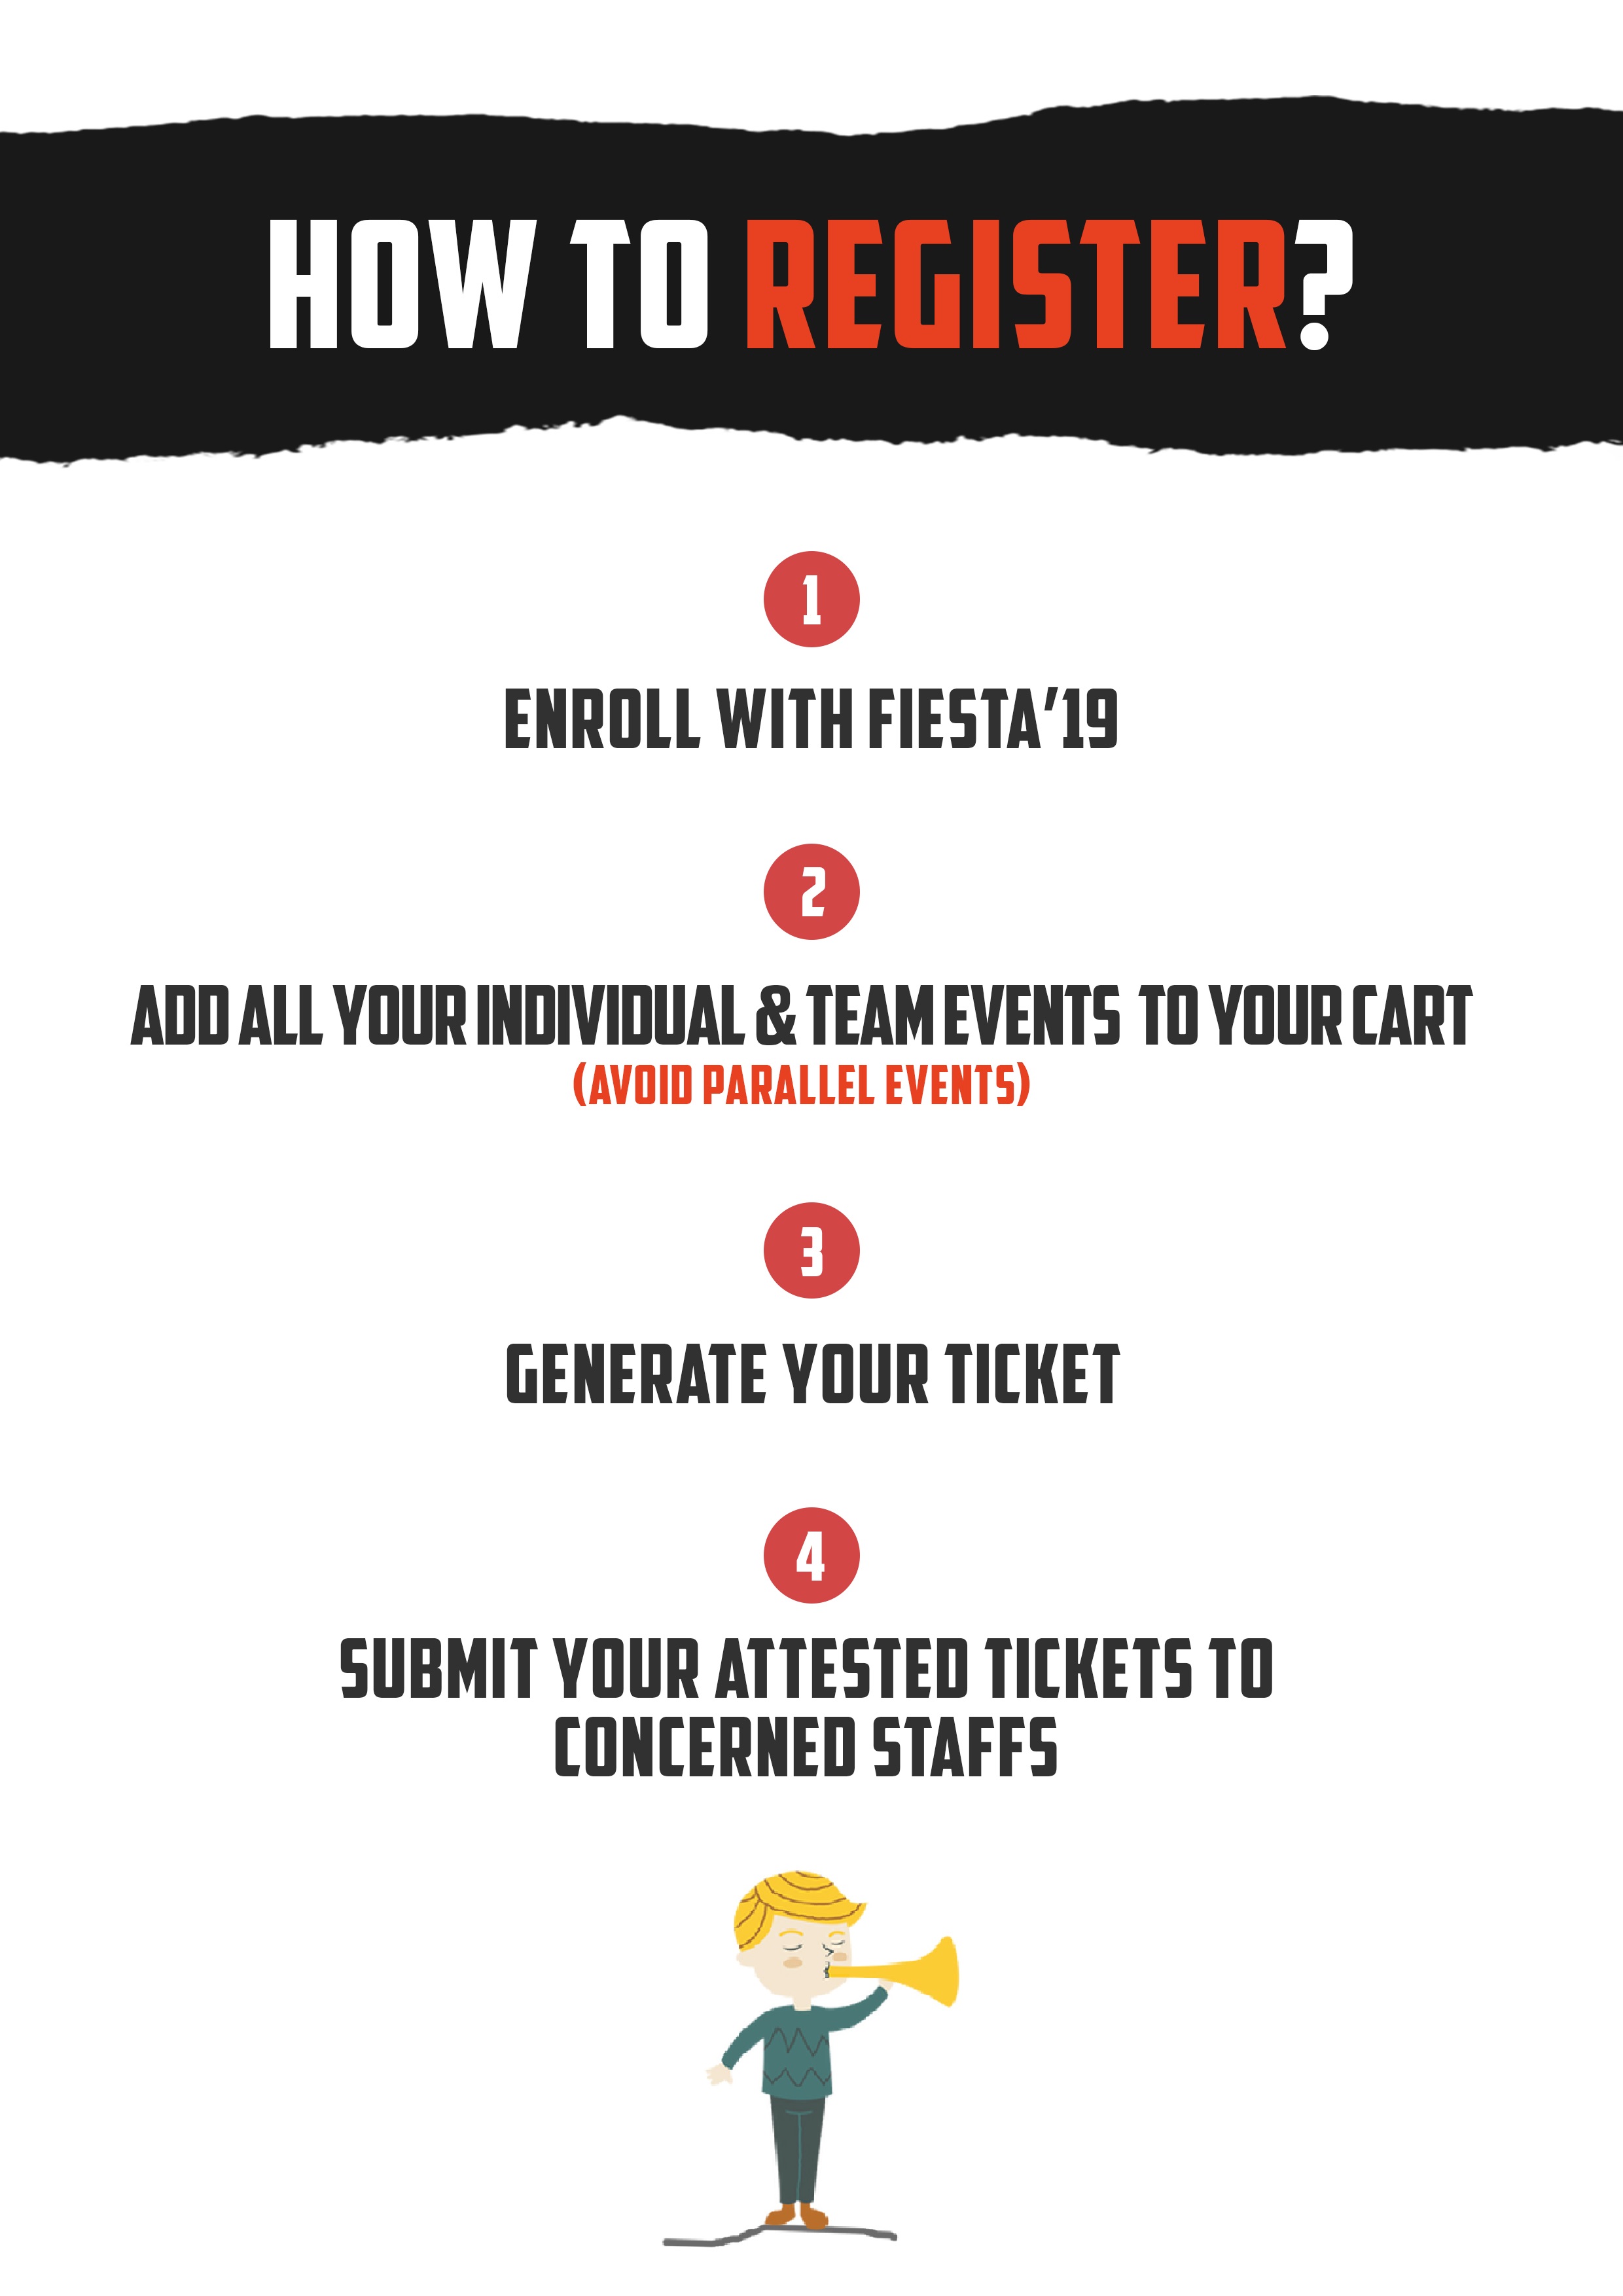 HOW TO REGISTER?
1
ENROLL WITH FIESTA'19
2
ADD ALL YOUR INDIVIDUAL & TEAM EVENTS TO YOUR CART
(AVOID PARALLEL EVENTS)
3
GENERATE YOUR TICKET
4
SUBMIT YOUR ATTESTED TICKETS TO
CONCERNED STAFFS